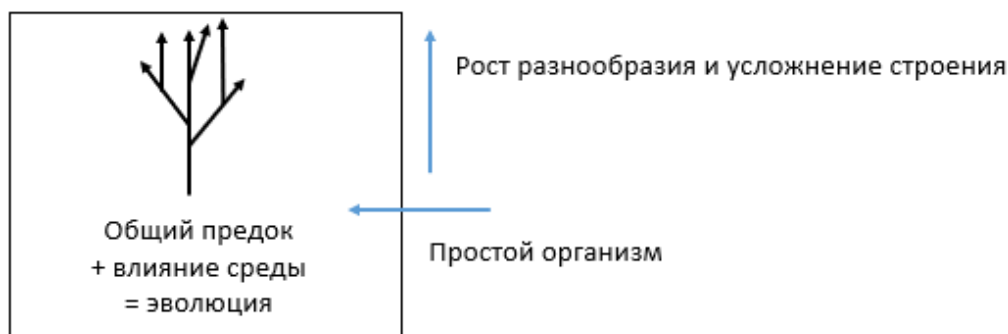 Рост разнообразия и усложнение строения
Общий предок
+ влияние среды
= эволюция
Простой организм